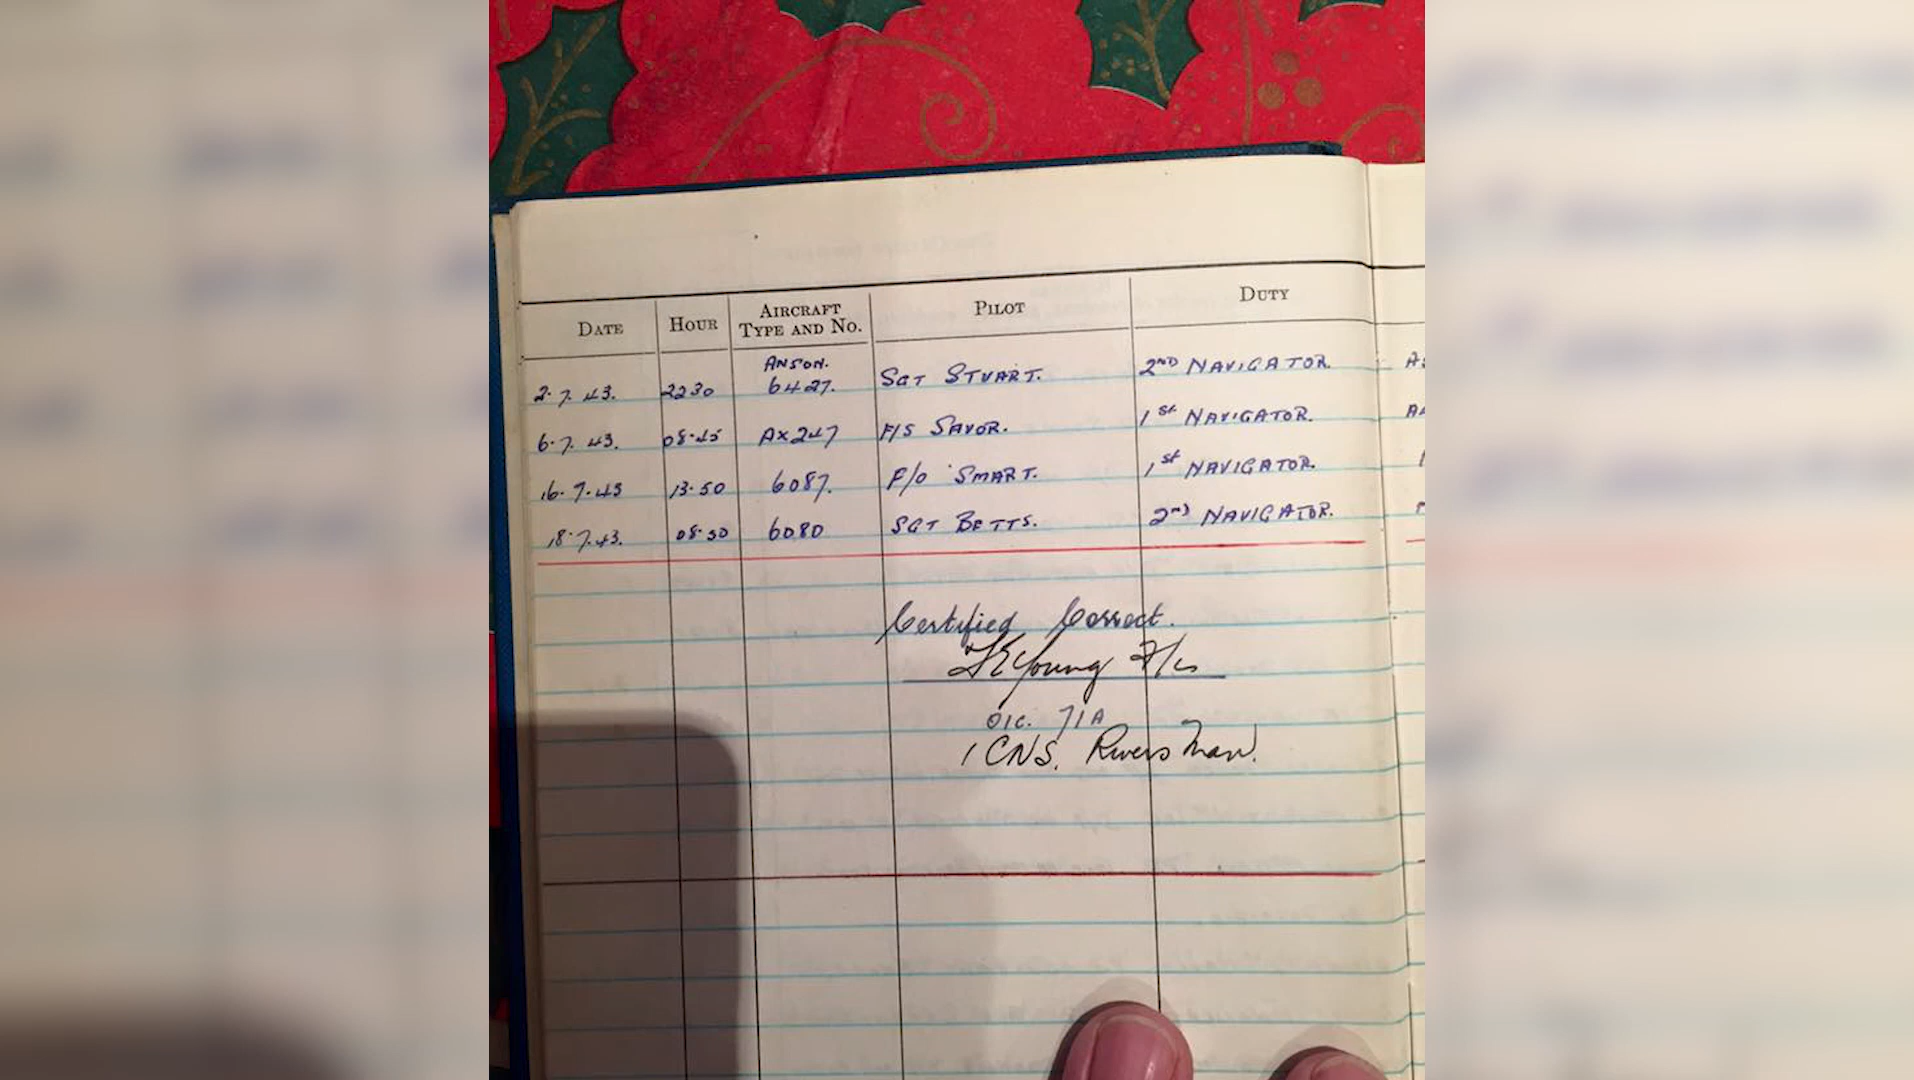 DATE HOUR AIRCRAFT TYPE AND NO. PILOT DUTY
ANSON.
2.7.43. 2230 6427. SGT STUART. 2ND NAVIGATOR.
6.7.43. 08.45 AX247 F/S SAVOR. 1st NAVIGATOR.
16.7.43 13.50 6087. F/O SMART. 1st NAVIGATOR.
18.7.43. 08.50 6080 SGT BETTS. 2nd NAVIGATOR.
Certified Correct.
Young
OIC. 71A
1 CNS. Rivers Man.